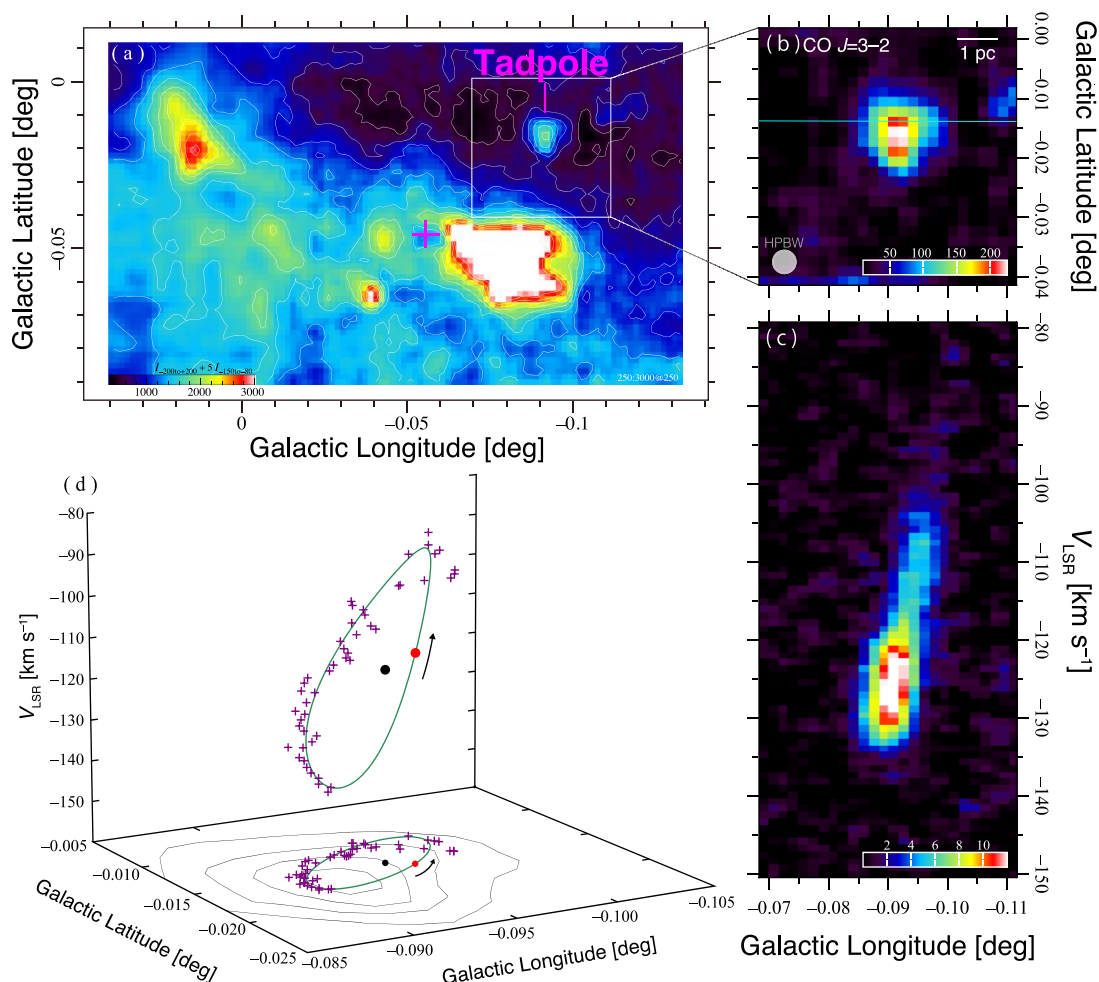 ( a )
Tadpole
Galactic Latitude [deg]
0
−0.05
I−200to+200 + 5 I−150to−80
1000 2000 3000
250:3000@250
0 −0.05 −0.1
Galactic Longitude [deg]
( b ) CO J=3–2
1 pc
HPBW
50 100 150 200
0.00
−0.01
−0.02
−0.03
−0.04
Galactic Latitude [deg]
( c )
−80
−90
−100
−110
−120
−130
−140
−150
VLSR [km s−1]
2 4 6 8 10
−0.07 −0.08 −0.09 −0.10 −0.11
Galactic Longitude [deg]
( d )
−80
−90
−100
−110
−120
−130
−140
−150
VLSR [km s−1]
−0.005
−0.010
−0.015
−0.020
−0.025
Galactic Latitude [deg]
−0.085
−0.090
−0.095
−0.100
−0.105
Galactic Longitude [deg]